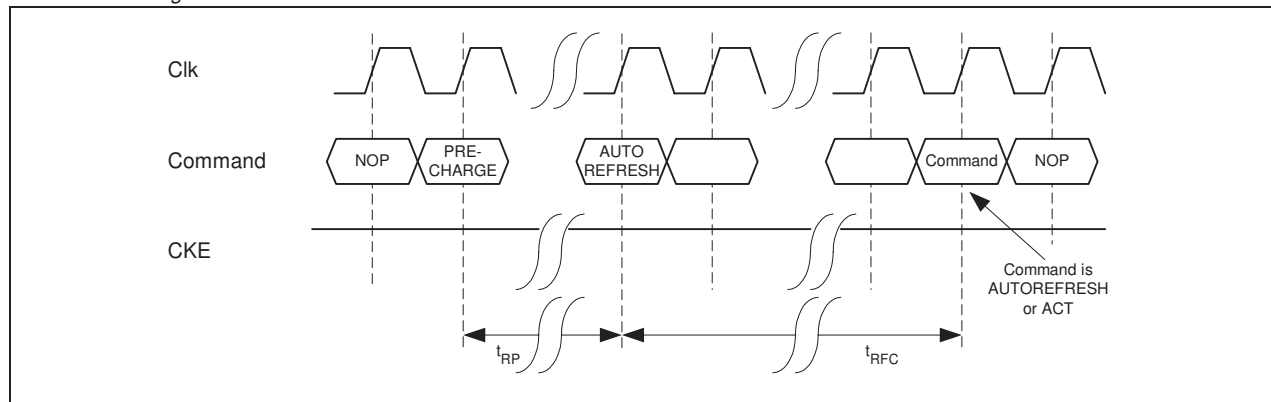 Clk
Command
NOP
PRE-
CHARGE
AUTO
REFRESH
Command
NOP
CKE
Command is
AUTOREFRESH
or ACT
tRP
tRFC